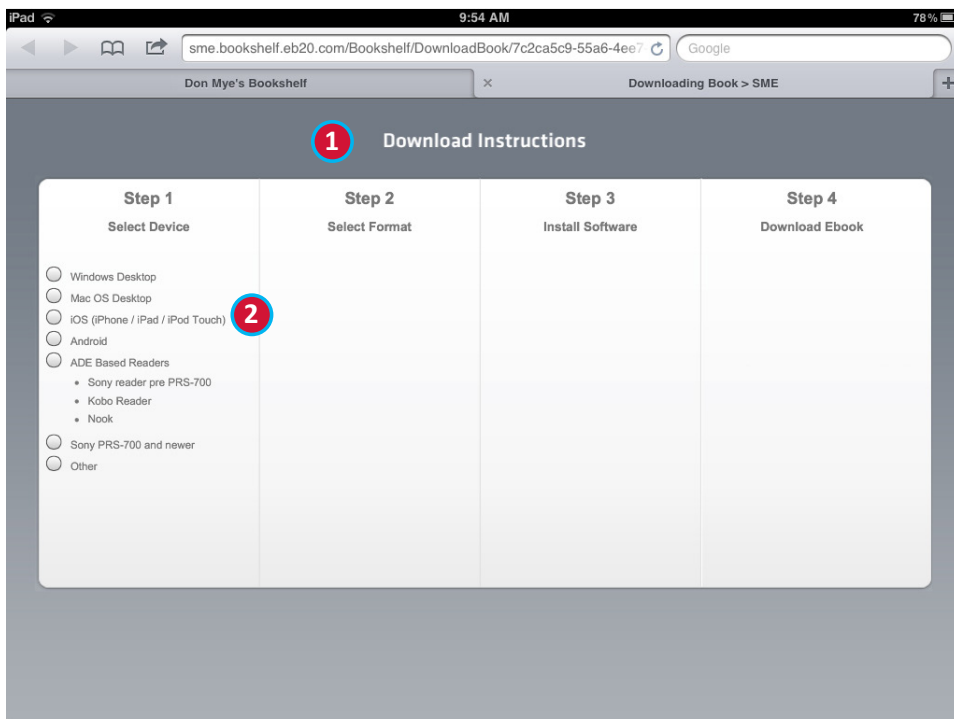 iPad 9:54 AM 78%
sme.bookshelf.eb20.com/Bookshelf/DownloadBook/7c2ca5c9-55a6-4ee7 Google
Don Mye's Bookshelf × Downloading Book > SME +
1 Download Instructions
Step 1 Step 2 Step 3 Step 4
Select Device Select Format Install Software Download Ebook
Windows Desktop
Mac OS Desktop
iOS (iPhone / iPad / iPod Touch) 2
Android
ADE Based Readers
• Sony reader pre PRS-700
• Kobo Reader
• Nook
Sony PRS-700 and newer
Other